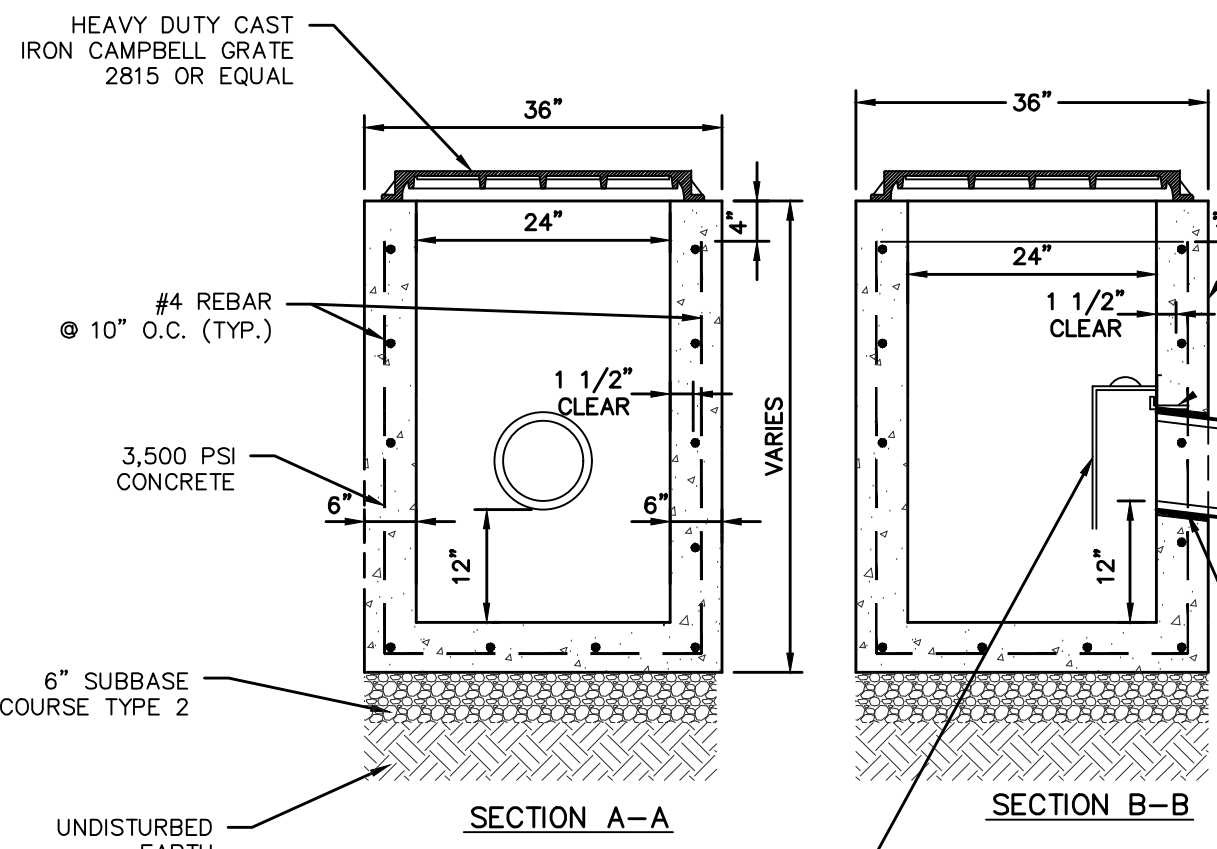 HEAVY DUTY CAST
IRON CAMPBELL GRATE
2815 OR EQUAL
36”
36”
24”
4”
24”
#4 REBAR
@ 10” O.C. (TYP.)
1 1/2”
CLEAR
1 1/2”
CLEAR
VARIES
3,500 PSI
CONCRETE
6”
6”
12”
12”
6” SUBBASE
COURSE TYPE 2
UNDISTURBED
EARTH
SECTION A–A
SECTION B–B